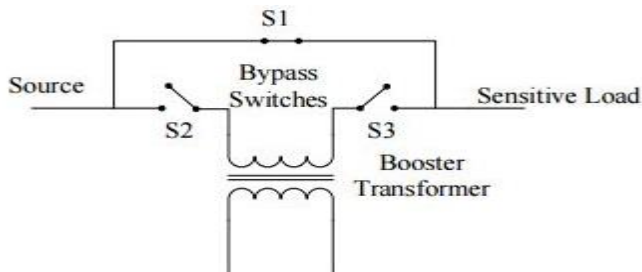 S1
Source
Bypass
Switches
Sensitive Load
S2
S3
Booster
Transformer